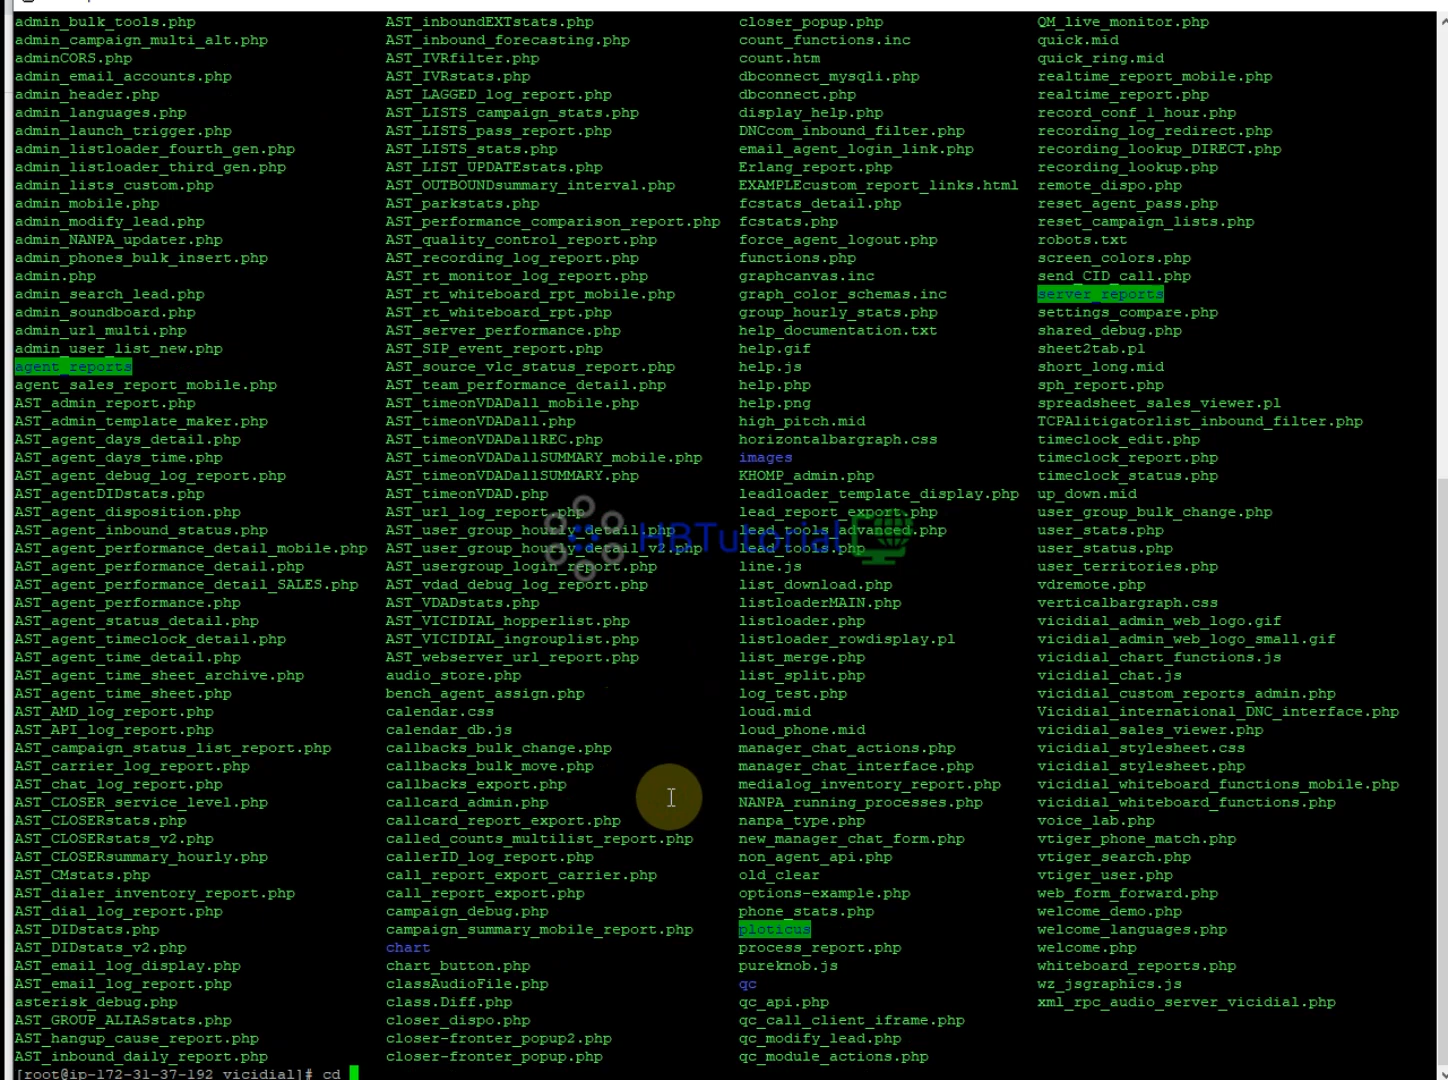 admin_bulk_tools.php AST_inboundEXTstats.php closer_popup.php QM_live_monitor.php
admin_campaign_multi_alt.php AST_inbound_forecasting.php count_functions.inc quick.mid
adminCORS.php AST_IVRfilter.php count.htm quick_ring.mid
admin_email_accounts.php AST_IVRstats.php dbconnect_mysqli.php realtime_report_mobile.php
admin_header.php AST_LAGGED_log_report.php dbconnect.php realtime_report.php
admin_languages.php AST_LISTS_campaign_stats.php display_help.php record_conf_1_hour.php
admin_launch_trigger.php AST_LISTS_pass_report.php DNCcom_inbound_filter.php recording_log_redirect.php
admin_listloader_fourth_gen.php AST_LISTS_stats.php email_agent_login_link.php recording_lookup_DIRECT.php
admin_listloader_third_gen.php AST_LIST_UPDATEstats.php Erlang_report.php recording_lookup.php
admin_lists_custom.php AST_OUTBOUNDsummary_interval.php EXAMPLEcustom_report_links.html remote_dispo.php
admin_mobile.php AST_parkstats.php fcstats_detail.php reset_agent_pass.php
admin_modify_lead.php AST_performance_comparison_report.php fcstats.php reset_campaign_lists.php
admin_NANPA_updater.php AST_quality_control_report.php force_agent_logout.php robots.txt
admin_phones_bulk_insert.php AST_recording_log_report.php functions.php screen_colors.php
admin.php AST_rt_monitor_log_report.php graphcanvas.inc send_CID_call.php
admin_search_lead.php AST_rt_whiteboard_rpt_mobile.php graph_color_schemas.inc server_reports
admin_soundboard.php AST_rt_whiteboard_rpt.php group_hourly_stats.php settings_compare.php
admin_url_multi.php AST_server_performance.php help_documentation.txt shared_debug.php
admin_user_list_new.php AST_SIP_event_report.php help.gif sheet2tab.pl
agent_reports AST_source_vlc_status_report.php help.js short_long.mid
agent_sales_report_mobile.php AST_team_performance_detail.php help.php sph_report.php
AST_admin_report.php AST_timeonVDADall_mobile.php help.png spreadsheet_sales_viewer.pl
AST_admin_template_maker.php AST_timeonVDADall.php high_pitch.mid TCPAlitigatorlist_inbound_filter.php
AST_agent_days_detail.php AST_timeonVDADallREC.php horizontalbargraph.css timeclock_edit.php
AST_agent_days_time.php AST_timeonVDADallSUMMARY_mobile.php images timeclock_report.php
AST_agent_debug_log_report.php AST_timeonVDADallSUMMARY.php KHOMP_admin.php timeclock_status.php
AST_agentDIDstats.php AST_timeonVDAD.php leadloader_template_display.php up_down.mid
AST_agent_disposition.php AST_url_log_report.php lead_report_export.php user_group_bulk_change.php
AST_agent_inbound_status.php AST_user_group_hourly_detail.php lead_tools_advanced.php user_stats.php
HBTutorial
AST_agent_performance_detail_mobile.php AST_user_group_hourly_detail_v2.php lead_tools.php user_status.php
AST_agent_performance_detail.php AST_usergroup_login_report.php line.js user_territories.php
AST_agent_performance_detail_SALES.php AST_vdad_debug_log_report.php list_download.php vdremote.php
AST_agent_performance.php AST_VDADstats.php listloaderMAIN.php verticalbargraph.css
AST_agent_status_detail.php AST_VICIDIAL_hopperlist.php listloader.php vicidial_admin_web_logo.gif
AST_agent_timeclock_detail.php AST_VICIDIAL_ingrouplist.php listloader_rowdisplay.pl vicidial_admin_web_logo_small.gif
AST_agent_time_detail.php AST_webserver_url_report.php list_merge.php vicidial_chart_functions.js
AST_agent_time_sheet_archive.php audio_store.php list_split.php vicidial_chat.js
AST_agent_time_sheet.php bench_agent_assign.php log_test.php vicidial_custom_reports_admin.php
AST_AMD_log_report.php calendar.css loud.mid Vicidial_international_DNC_interface.php
AST_API_log_report.php calendar_db.js loud_phone.mid vicidial_sales_viewer.php
AST_campaign_status_list_report.php callbacks_bulk_change.php manager_chat_actions.php vicidial_stylesheet.css
AST_carrier_log_report.php callbacks_bulk_move.php manager_chat_interface.php vicidial_stylesheet.php
AST_chat_log_report.php callbacks_export.php medialog_inventory_report.php vicidial_whiteboard_functions_mobile.php
AST_CLOSER_service_level.php callcard_admin.php NANPA_running_processes.php vicidial_whiteboard_functions.php
AST_CLOSERstats.php callcard_report_export.php nanpa_type.php voice_lab.php
AST_CLOSERstats_v2.php called_counts_multilist_report.php new_manager_chat_form.php vtiger_phone_match.php
AST_CLOSERsummary_hourly.php callerID_log_report.php non_agent_api.php vtiger_search.php
AST_CMstats.php call_report_export_carrier.php old_clear vtiger_user.php
AST_dialer_inventory_report.php call_report_export.php options-example.php web_form_forward.php
AST_dial_log_report.php campaign_debug.php phone_stats.php welcome_demo.php
AST_DIDstats.php campaign_summary_mobile_report.php ploticus welcome_languages.php
AST_DIDstats_v2.php chart process_report.php welcome.php
AST_email_log_display.php chart_button.php pureknob.js whiteboard_reports.php
AST_email_log_report.php classAudioFile.php qc wz_jsgraphics.js
asterisk_debug.php class.Diff.php qc_api.php xml_rpc_audio_server_vicidial.php
AST_GROUP_ALIASstats.php closer_dispo.php qc_call_client_iframe.php
AST_hangup_cause_report.php closer-fronter_popup2.php qc_modify_lead.php
AST_inbound_daily_report.php closer-fronter_popup.php qc_module_actions.php
[root@ip-172-31-37-192 vicidial]# cd